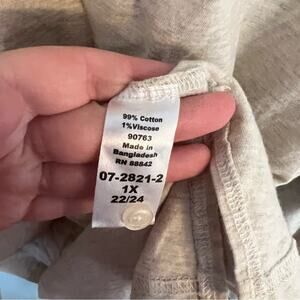 99% Cotton
1%Viscose
90763
Made in
Bangladesh
RN 88842
07-2821-2
1X
22/24